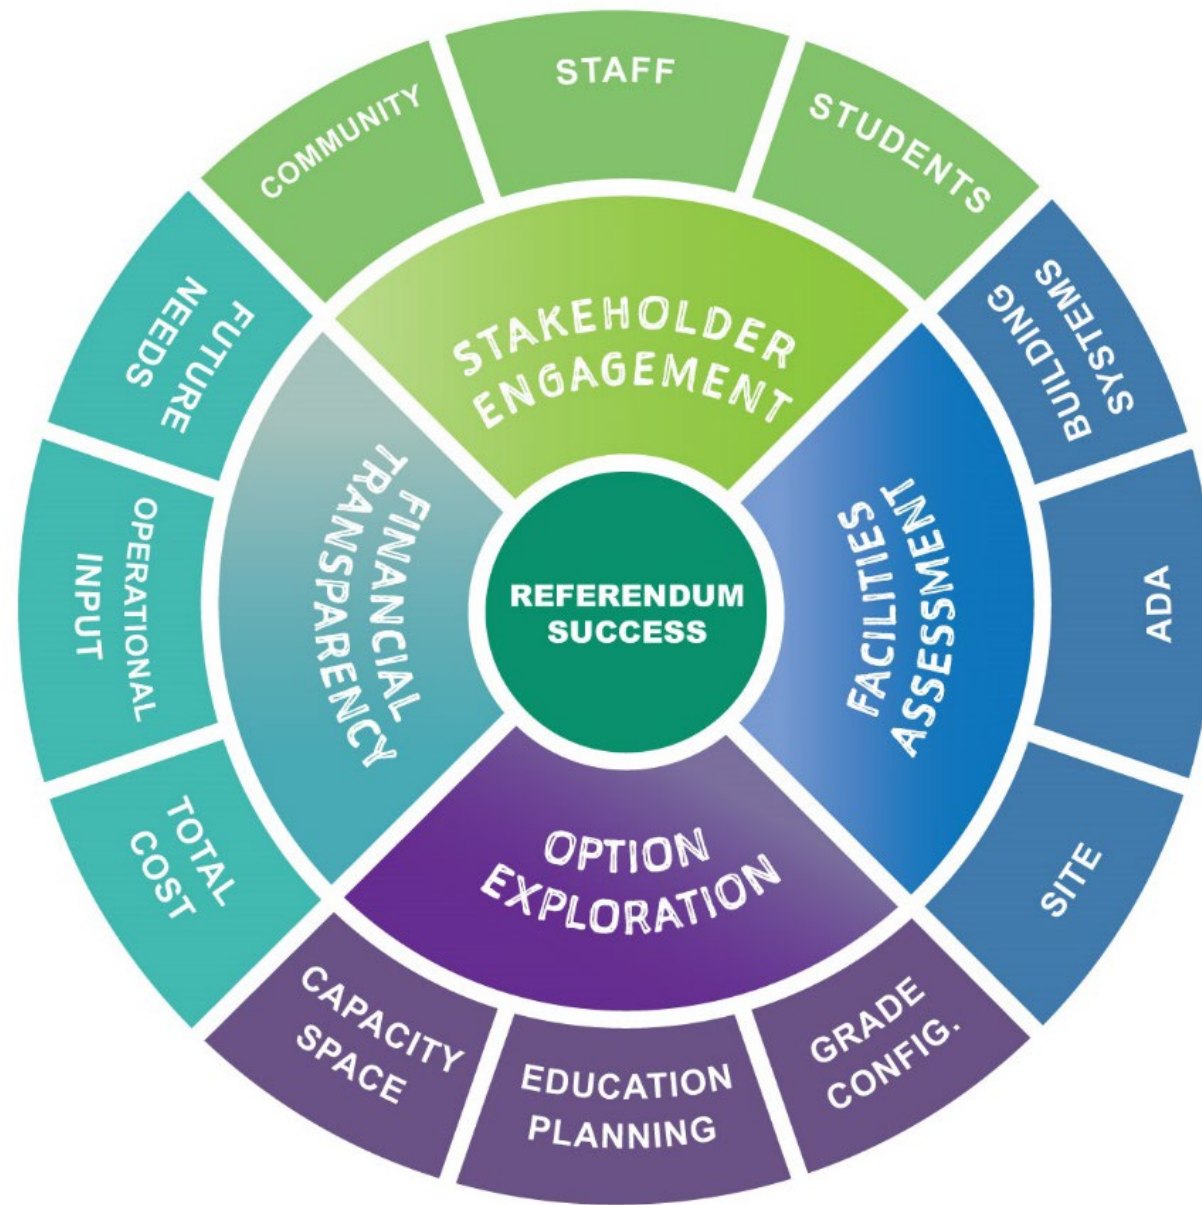 COMMUNITY
STAFF
STUDENTS
BUILDING
SYSTEMS
ADA
SITE
GRADE
CONFIG.
EDUCATION
PLANNING
CAPACITY
SPACE
TOTAL
COST
OPERATIONAL
INPUT
FUTURE
NEEDS
STAKEHOLDER
ENGAGEMENT
FACILITIES
ASSESSMENT
OPTION
EXPLORATION
FINANCIAL
TRANSPARENCY
REFERENDUM
SUCCESS